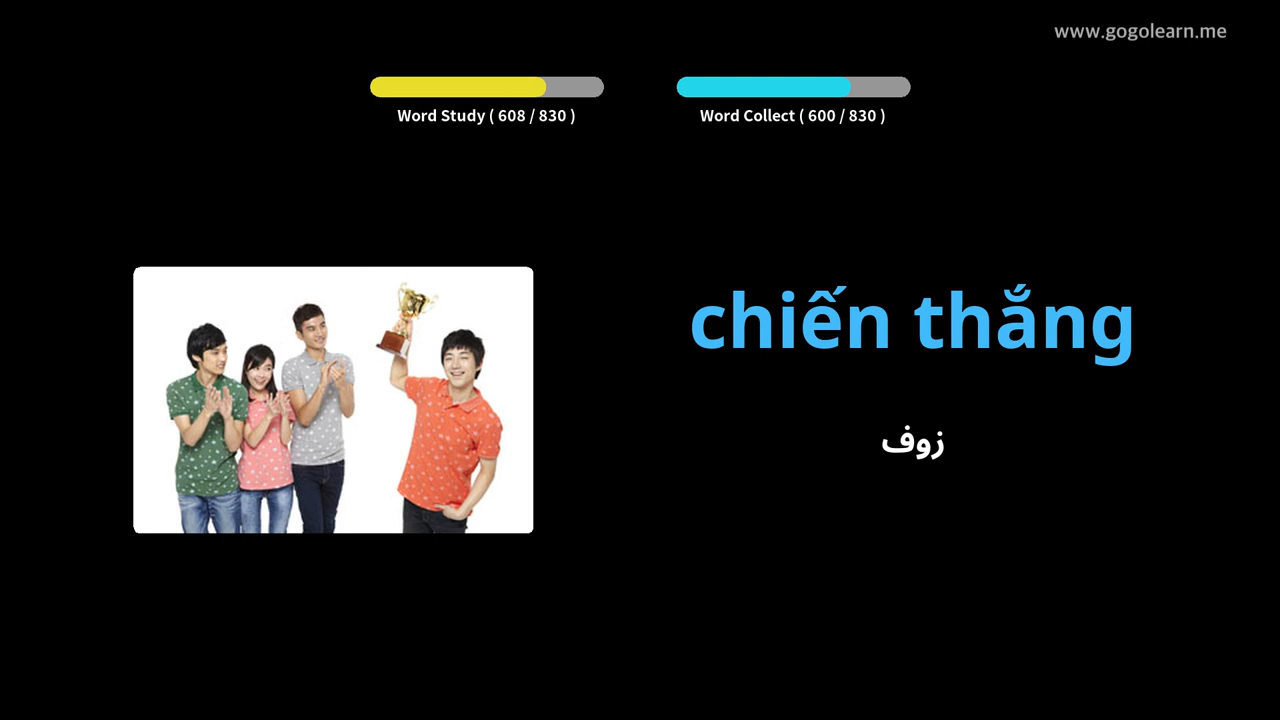 www.gogolearn.me
Word Study ( 608 / 830 )
Word Collect ( 600 / 830 )
chiến thắng
زوف